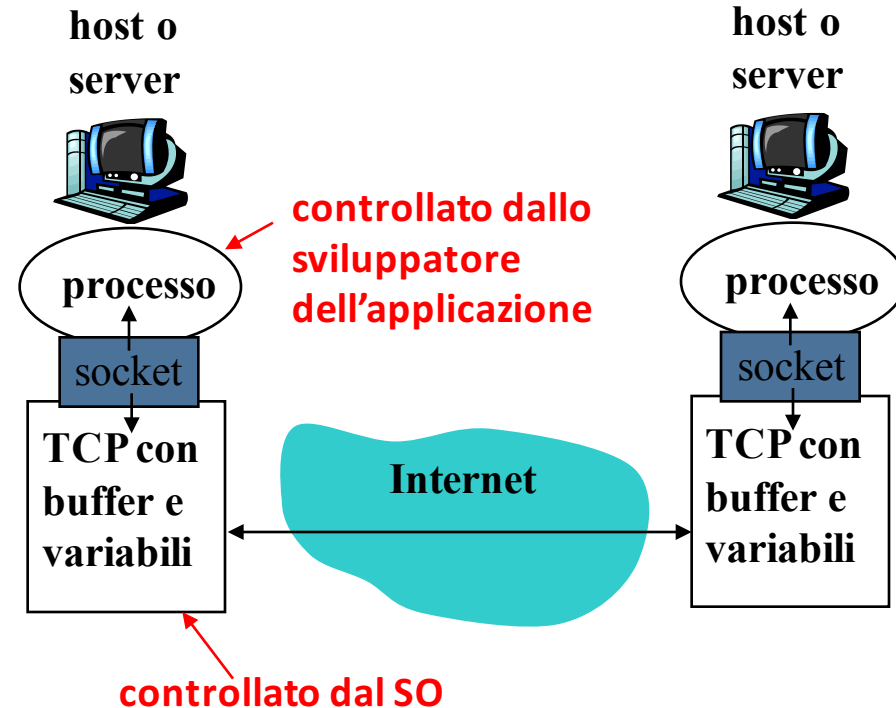 host o
server
host o
server
controllato dallo
sviluppatore
dell’applicazione
processo
processo
socket
socket
TCP con
buffer e
variabili
Internet
TCP con
buffer e
variabili
controllato dal SO